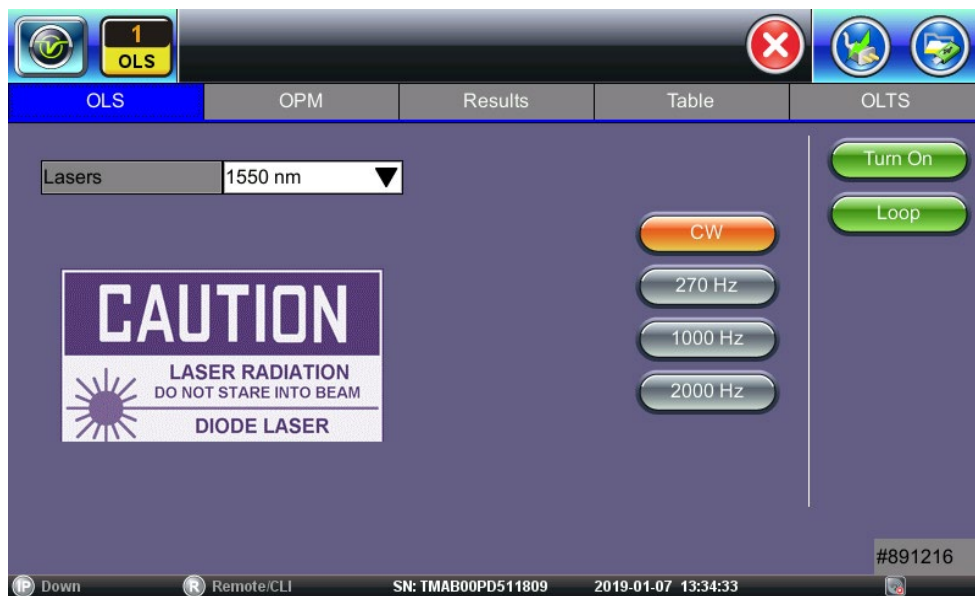 1
OLS
OLS OPM Results Table OLTS
Lasers 1550 nm
Turn On
Loop
CW
270 Hz
1000 Hz
2000 Hz
CAUTION
LASER RADIATION
DO NOT STARE INTO BEAM
DIODE LASER
#891216
IP Down R Remote/CLI SN: TMAB00PD511809 2019-01-07 13:34:33